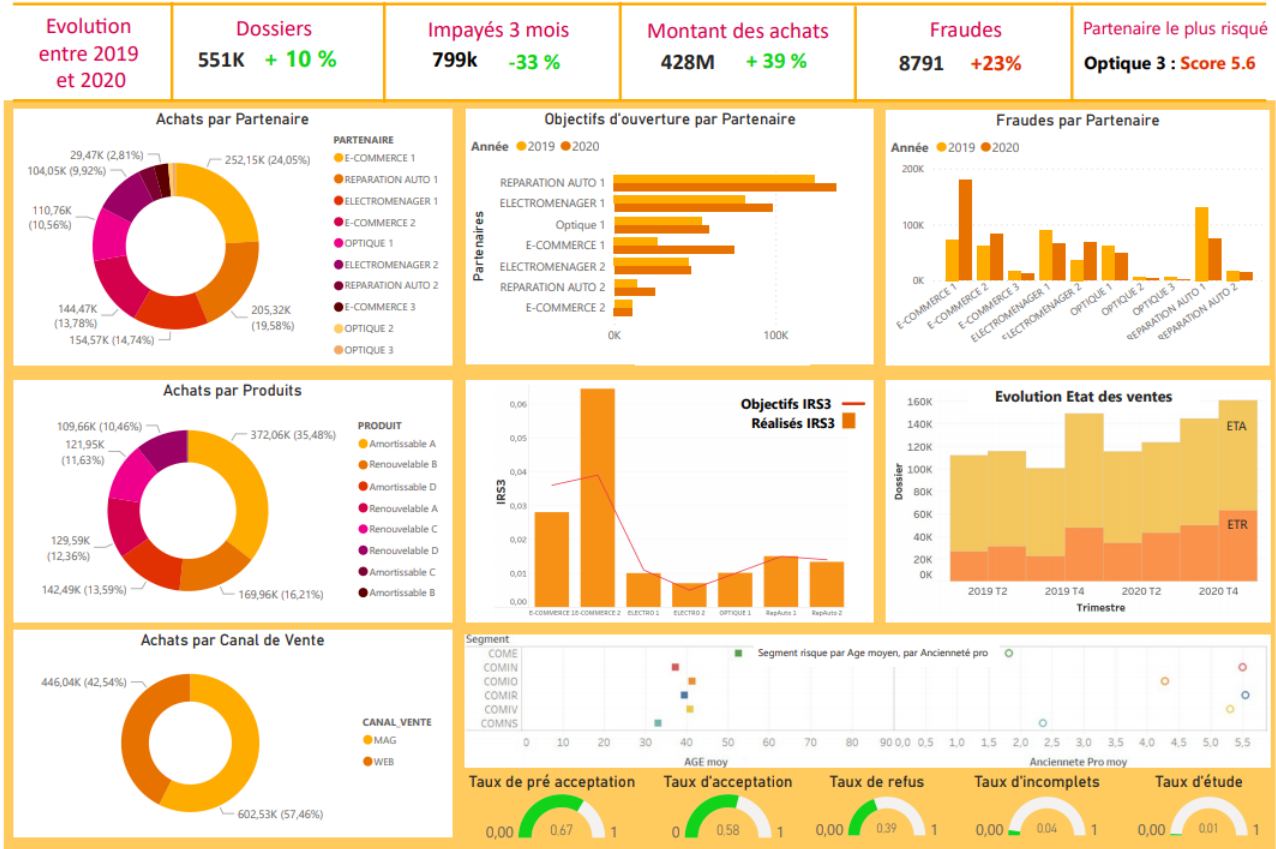 Evolution
entre 2019
et 2020
Dossiers
551K + 10 %
Impayés 3 mois
799k -33 %
Montant des achats
428M + 39 %
Fraudes
8791 +23%
Partenaire le plus risqué
Optique 3 : Score 5.6
Achats par Partenaire
29,47K (2,81%)
104,05K (9,92%)
110,76K
(10,56%)
144,47K
(13,78%)
154,57K (14,74%)
252,15K (24,05%)
205,32K
(19,58%)
PARTENAIRE
E-COMMERCE 1
REPARATION AUTO 1
ELECTROMENAGER 1
E-COMMERCE 2
OPTIQUE 1
ELECTROMENAGER 2
REPARATION AUTO 2
E-COMMERCE 3
OPTIQUE 2
OPTIQUE 3
Objectifs d'ouverture par Partenaire
Année 2019 2020
Partenaires
REPARATION AUTO 1
ELECTROMENAGER 1
Optique 1
E-COMMERCE 1
ELECTROMENAGER 2
REPARATION AUTO 2
E-COMMERCE 2
0K 100K
Fraudes par Partenaire
Année 2019 2020
200K
100K
0K
E-COMMERCE 1
E-COMMERCE 2
E-COMMERCE 3
ELECTROMENAGER 1
ELECTROMENAGER 2
OPTIQUE 1
OPTIQUE 2
OPTIQUE 3
REPARATION AUTO 1
REPARATION AUTO 2
Achats par Produits
109,66K (10,46%)
121,95K
(11,63%)
129,59K
(12,36%)
142,49K (13,59%)
372,06K (35,48%)
169,96K (16,21%)
PRODUIT
Amortissable A
Renouvelable B
Amortissable D
Renouvelable A
Renouvelable C
Renouvelable D
Amortissable C
Amortissable B
Objectifs IRS3
Réalisés IRS3
IRS3
0,06
0,05
0,04
0,03
0,02
0,01
0,00
E-COMMERCE 1 E-COMMERCE 2 ELECTRO 1 ELECTRO 2 OPTIQUE 1 RepAuto 1 RepAuto 2
Evolution Etat des ventes
Dossier
160K
140K
120K
100K
80K
60K
40K
20K
0K
ETA
ETR
2019 T2 2019 T4 2020 T2 2020 T4
Trimestre
Achats par Canal de Vente
446,04K (42,54%)
602,53K (57,46%)
CANAL_VENTE
MAG
WEB
Segment
Segment risque par Age moyen, par Ancienneté pro
COME
COMIN
COMIO
COMIR
COMIV
COMNS
0 10 20 30 40 50 60 70 80 90 0,0 0,5 1,0 1,5 2,0 2,5 3,0 3,5 4,0 4,5 5,0 5,5
AGE moy Anciennete Pro moy
Taux de pré acceptation
0,00 0.67 1
Taux d'acceptation
0 0.58 1
Taux de refus
0,00 0.39 1
Taux d'incomplets
0,00 0.04 1
Taux d'étude
0,00 0.01 1